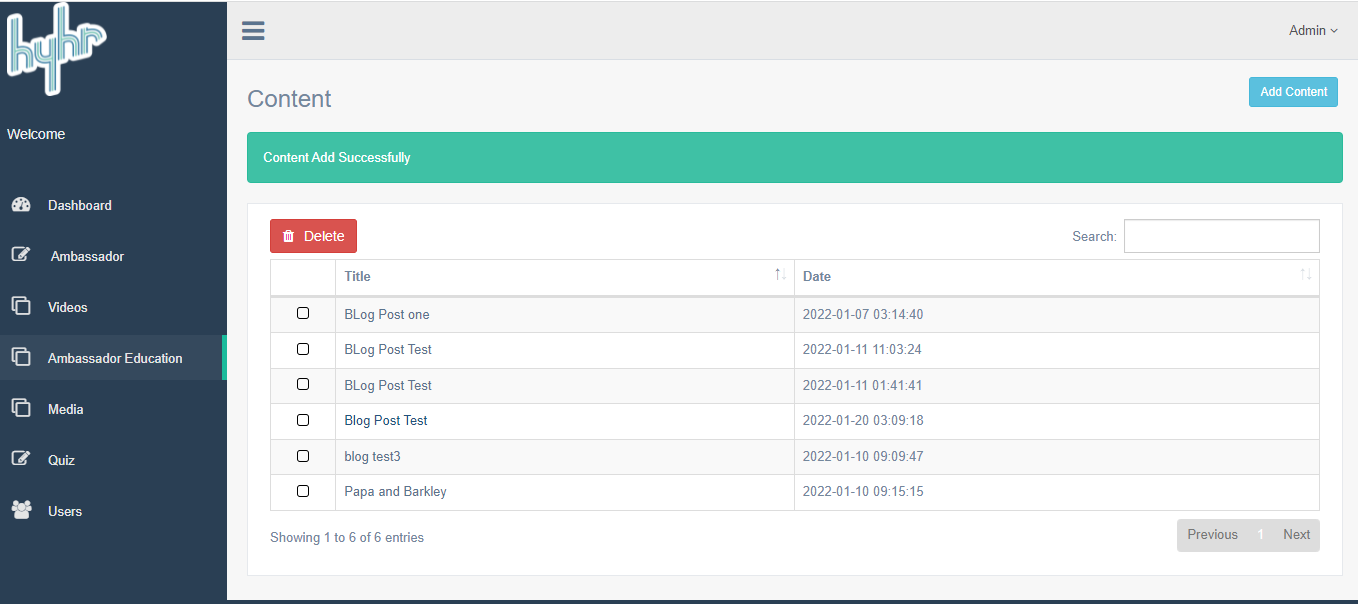 hyhr
Admin
Content
Add Content
Welcome
Content Add Successfully
Dashboard
Delete
Search:
Ambassador
Title
Date
Videos
BLog Post one
2022-01-07 03:14:40
BLog Post Test
2022-01-11 11:03:24
Ambassador Education
BLog Post Test
2022-01-11 01:41:41
Media
Blog Post Test
2022-01-20 03:09:18
Quiz
blog test3
2022-01-10 09:09:47
Papa and Barkley
2022-01-10 09:15:15
Users
Showing 1 to 6 of 6 entries
Previous 1 Next